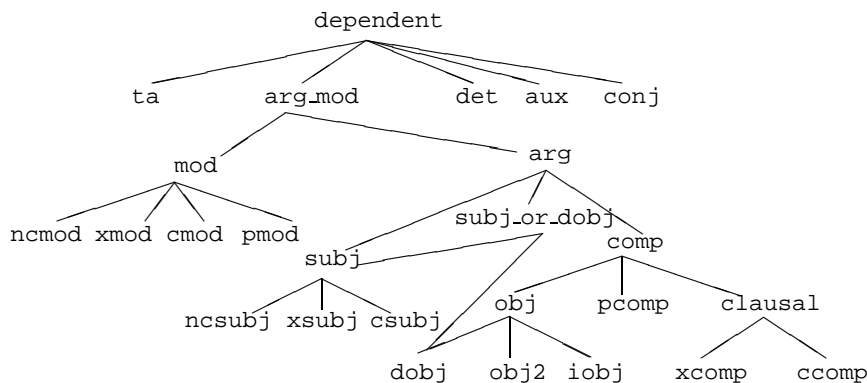 dependent
ta arg_mod det aux conj
mod arg
ncmod xmod cmod pmod subj_or_dobj
subj comp
ncsubj xsubj csubj obj pcomp clausal
dobj obj2 iobj xcomp ccomp